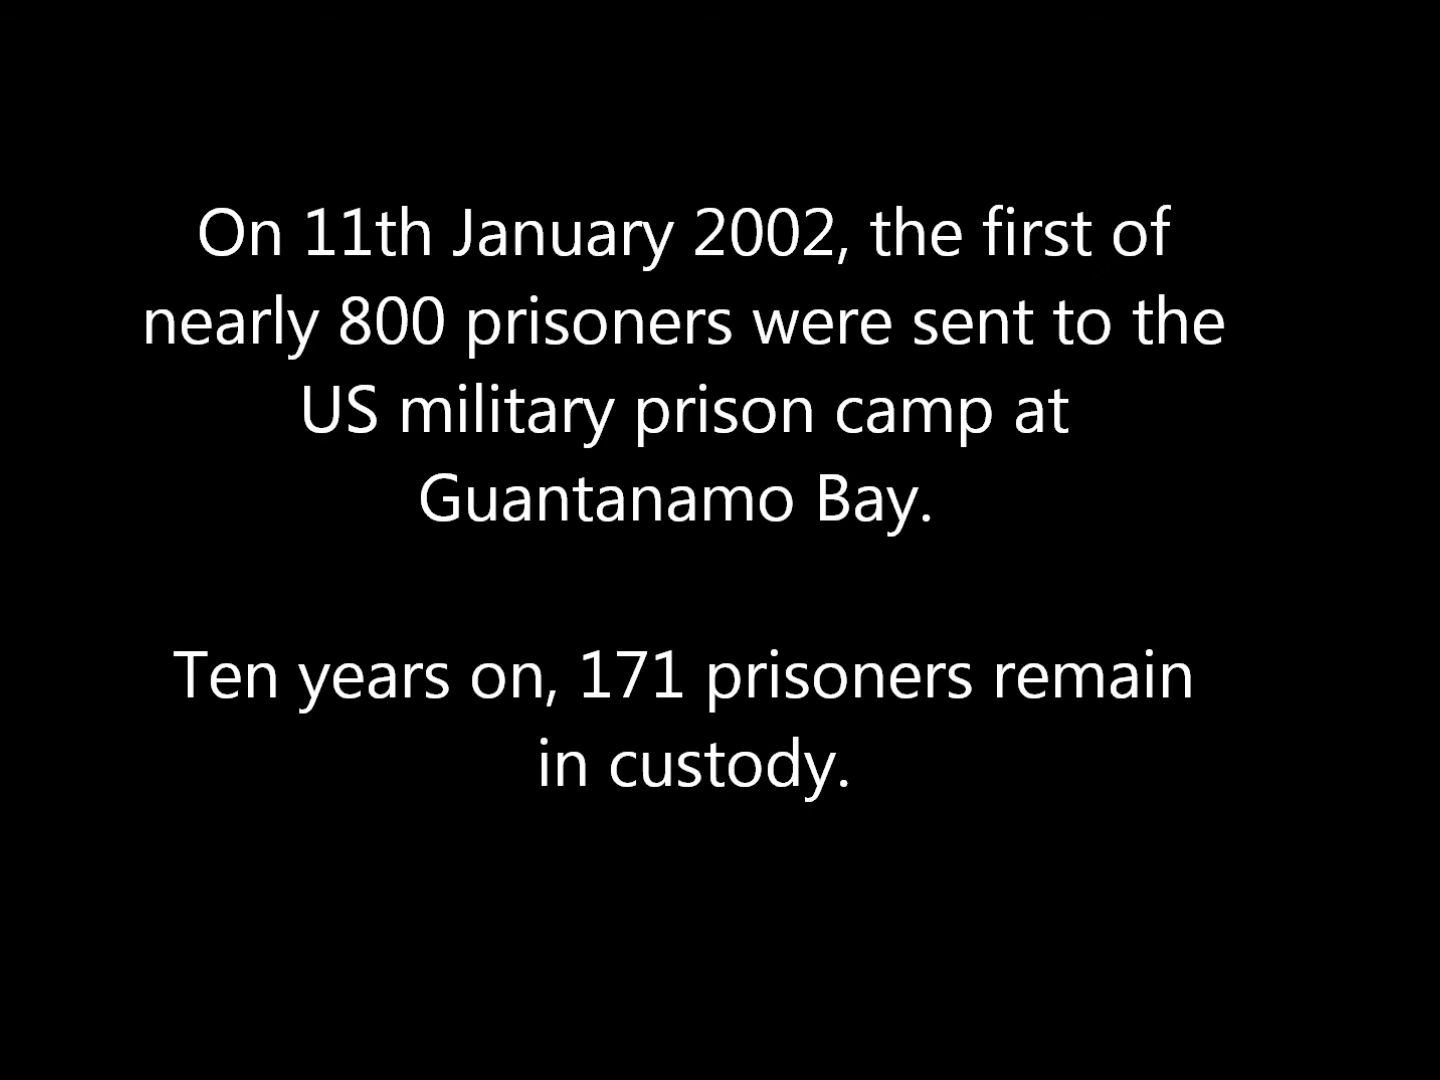 On 11th January 2002, the first of
nearly 800 prisoners were sent to the
US military prison camp at
Guantanamo Bay.
Ten years on, 171 prisoners remain
in custody.